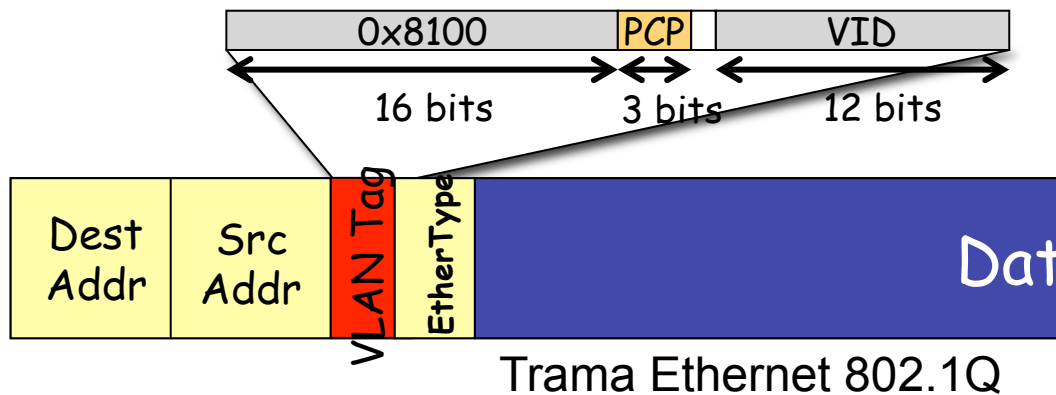 0x8100 PCP VID
16 bits 3 bits 12 bits
Dest
Addr
Src
Addr
VLAN Tag
EtherType
Dat
Trama Ethernet 802.1Q